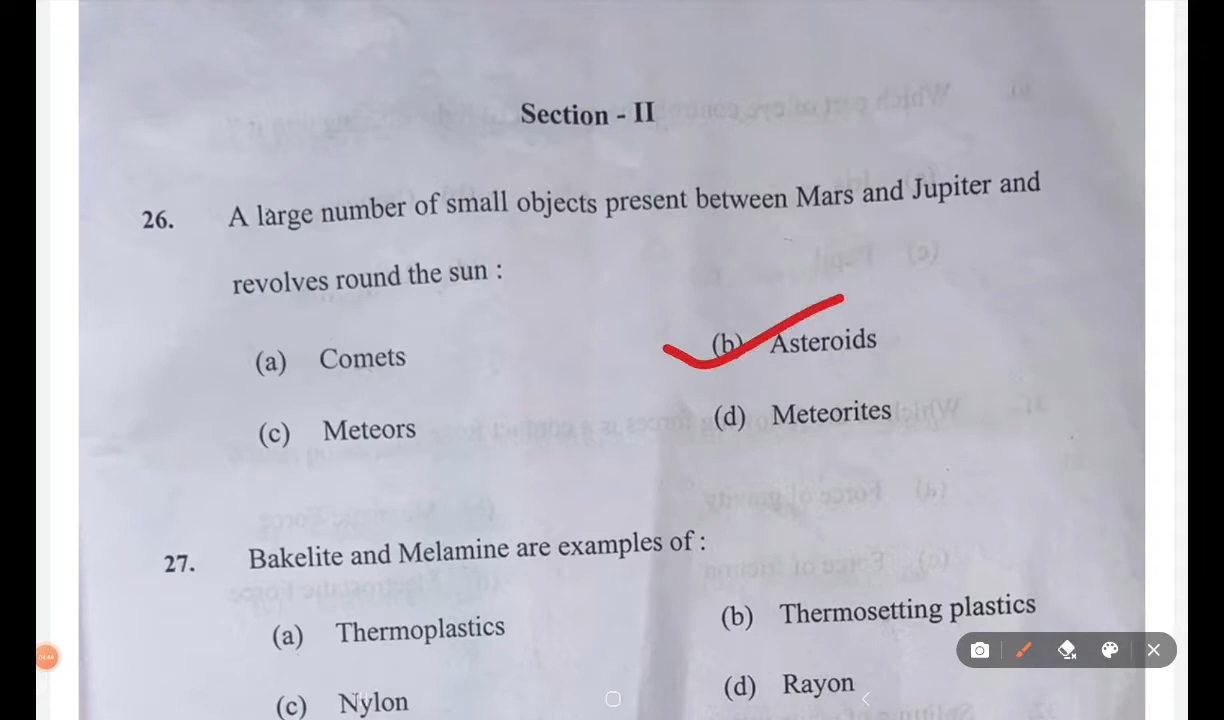 Section - II
26. A large number of small objects present between Mars and Jupiter and
revolves round the sun :
(a) Comets (b) Asteroids
(c) Meteors (d) Meteorites
27. Bakelite and Melamine are examples of :
(a) Thermoplastics (b) Thermosetting plastics
(c) Nylon (d) Rayon